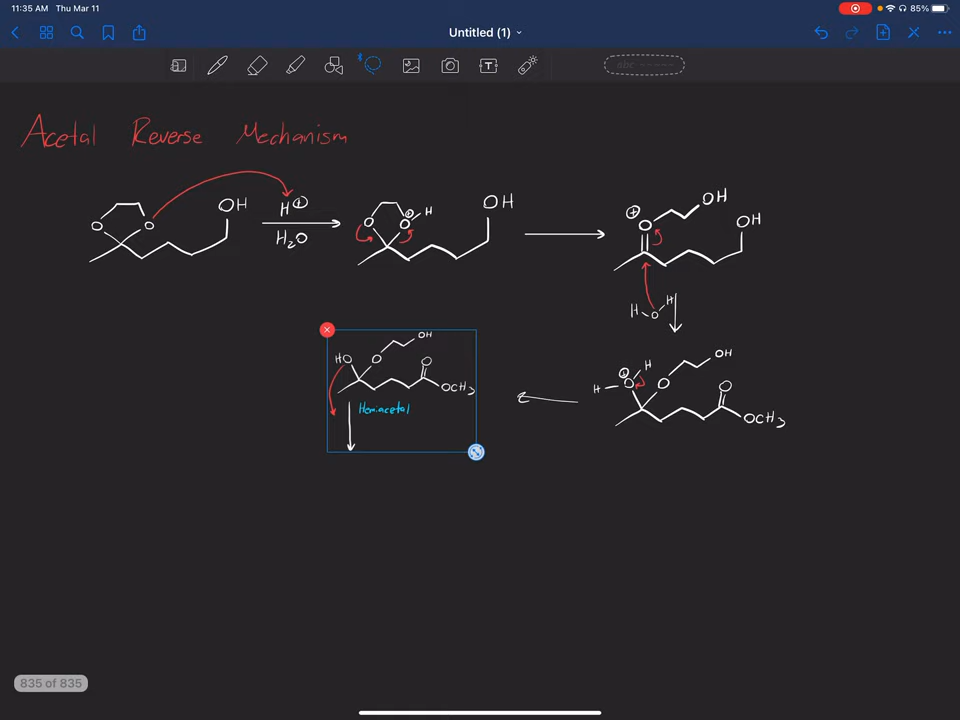 11:35 AM Thu Mar 11
85%
Untitled (1)
abc
Acetal Reverse Mechanism
O O OH
H⊕
H2O
O ⊕ O H OH
⊕ O OH OH
H O H
HO O OH O OCH3
Hemiacetal
H ⊕ O H O OH O OCH3
835 of 835